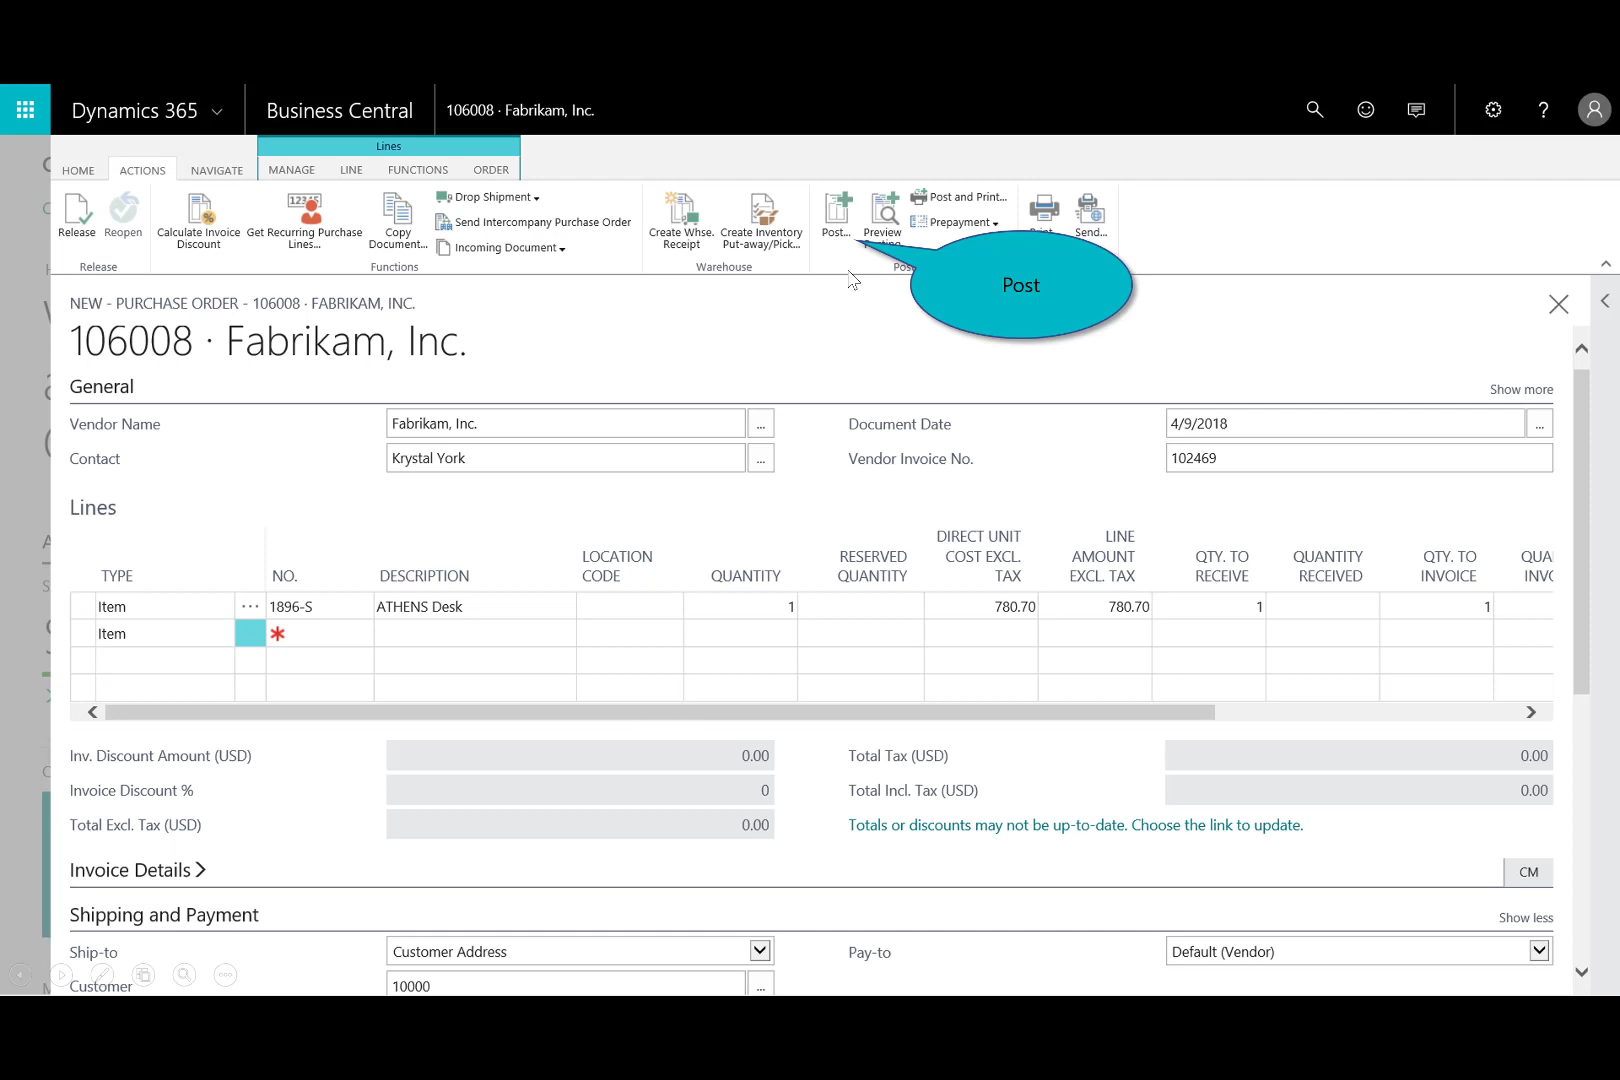 Dynamics 365
Business Central
106008 · Fabrikam, Inc.
Lines
HOME
ACTIONS
NAVIGATE
MANAGE
LINE
FUNCTIONS
ORDER
Release
Reopen
Calculate Invoice
Discount
Get Recurring Purchase
Lines...
Copy
Document...
Drop Shipment
Send Intercompany Purchase Order
Incoming Document
Create Whse.
Receipt
Create Inventory
Put-away/Pick...
Post...
Preview
Post and Print...
Prepayment
Send...
Release
Functions
Warehouse
Post
NEW - PURCHASE ORDER - 106008 · FABRIKAM, INC.
106008 · Fabrikam, Inc.
General
Show more
Vendor Name
Fabrikam, Inc.
...
Document Date
4/9/2018
...
Contact
Krystal York
...
Vendor Invoice No.
102469
Lines
TYPE
NO.
DESCRIPTION
LOCATION
CODE
QUANTITY
RESERVED
QUANTITY
DIRECT UNIT
COST EXCL.
TAX
LINE
AMOUNT
EXCL. TAX
QTY. TO
RECEIVE
QUANTITY
RECEIVED
QTY. TO
INVOICE
Item ... 1896-S ATHENS Desk 1 780.70 780.70 1 1
Item *
Inv. Discount Amount (USD) 0.00
Total Tax (USD) 0.00
Invoice Discount % 0
Total Incl. Tax (USD) 0.00
Total Excl. Tax (USD) 0.00
Totals or discounts may not be up-to-date. Choose the link to update.
Invoice Details
CM
Shipping and Payment
Show less
Ship-to
Customer Address
Pay-to
Default (Vendor)
Customer
10000
...